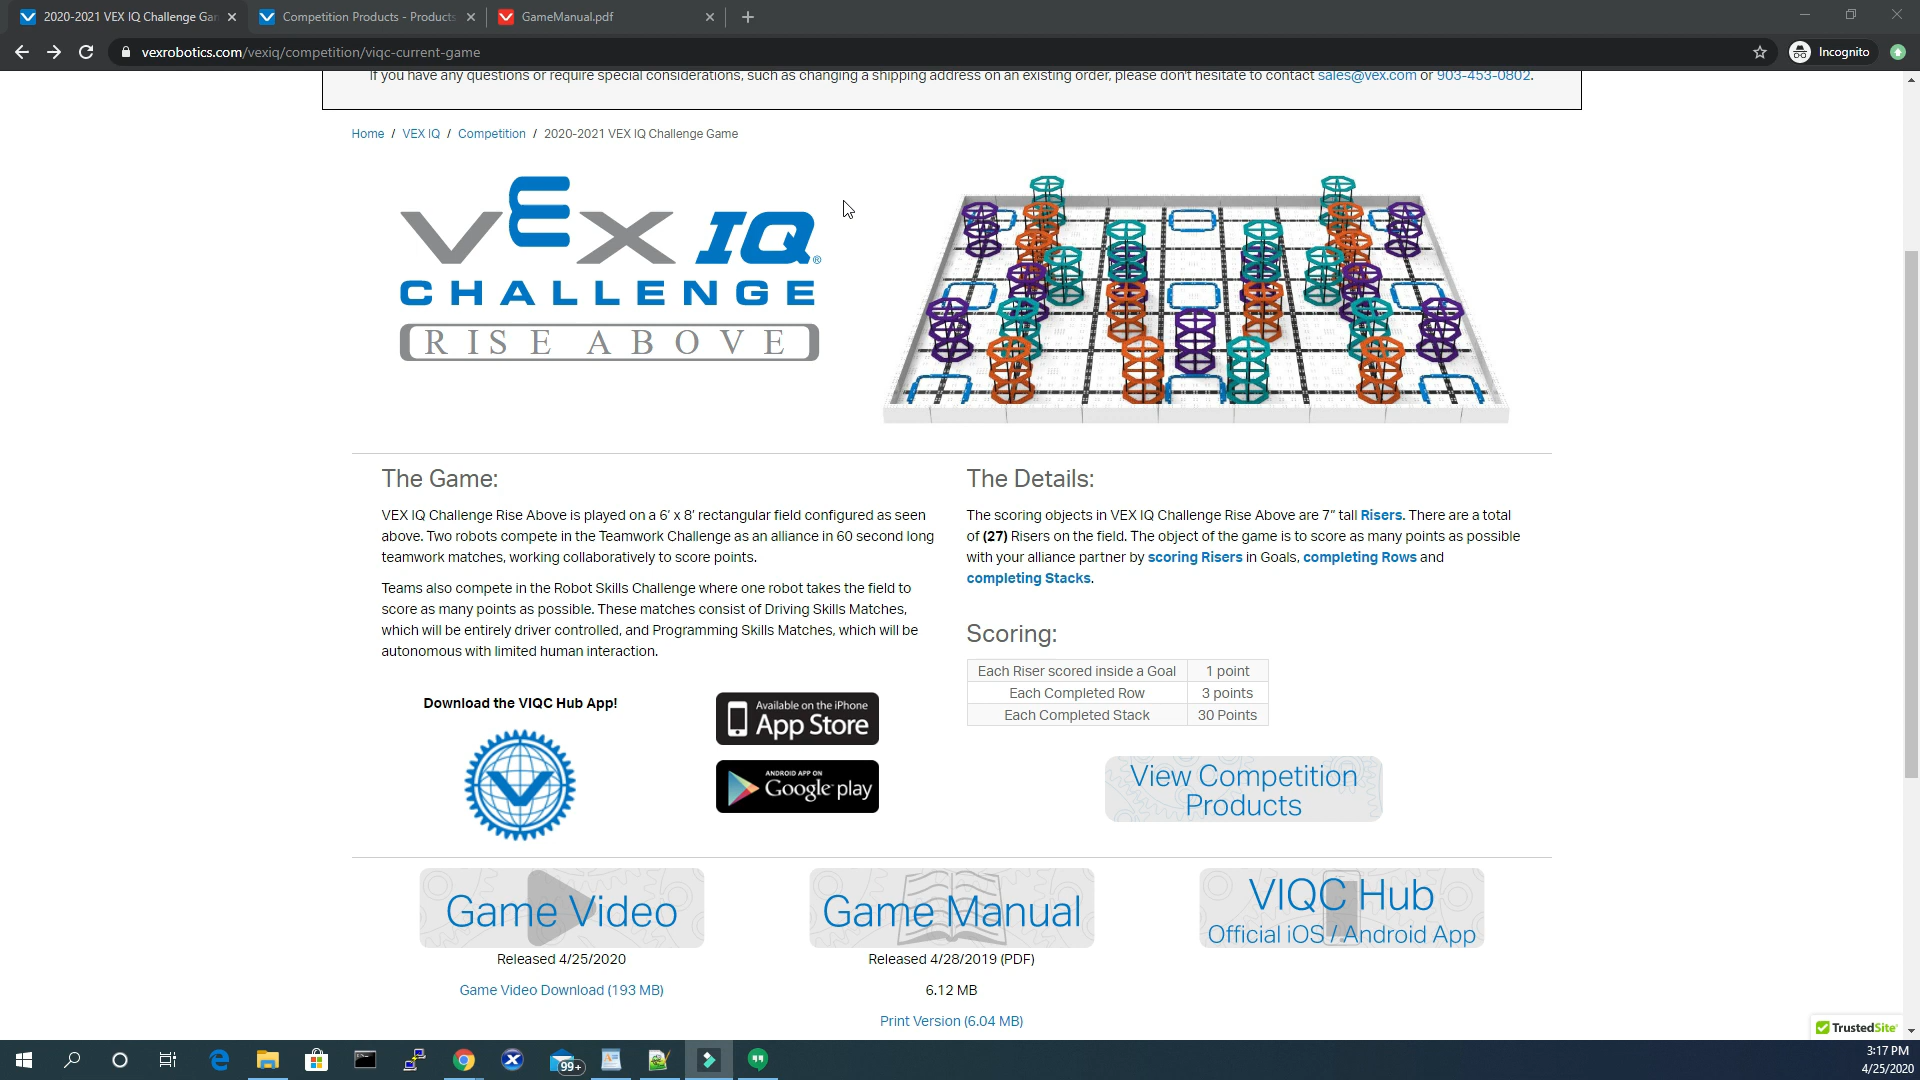 2020-2021 VEX IQ Challenge Gar
Competition Products - Products
GameManual.pdf
vexrobotics.com/vexiq/competition/viqc-current-game
Incognito
If you have any questions or require special considerations, such as changing a shipping address on an existing order, please don't hesitate to contact sales@vex.com or 903-453-0802.
Home / VEX IQ / Competition / 2020-2021 VEX IQ Challenge Game
VEX IQ®
CHALLENGE
RISE ABOVE
The Game:
VEX IQ Challenge Rise Above is played on a 6' x 8' rectangular field configured as seen
above. Two robots compete in the Teamwork Challenge as an alliance in 60 second long
teamwork matches, working collaboratively to score points.
Teams also compete in the Robot Skills Challenge where one robot takes the field to
score as many points as possible. These matches consist of Driving Skills Matches,
which will be entirely driver controlled, and Programming Skills Matches, which will be
autonomous with limited human interaction.
Download the VIQC Hub App!
Available on the iPhone
App Store
ANDROID APP ON
Google play
The Details:
The scoring objects in VEX IQ Challenge Rise Above are 7" tall Risers. There are a total
of (27) Risers on the field. The object of the game is to score as many points as possible
with your alliance partner by scoring Risers in Goals, completing Rows and
completing Stacks.
Scoring:
Each Riser scored inside a Goal 1 point
Each Completed Row 3 points
Each Completed Stack 30 Points
View Competition
Products
Game Video
Released 4/25/2020
Game Video Download (193 MB)
Game Manual
Released 4/28/2019 (PDF)
6.12 MB
Print Version (6.04 MB)
VIQC Hub
Official iOS / Android App
TrustedSite
99+
3:17 PM
4/25/2020